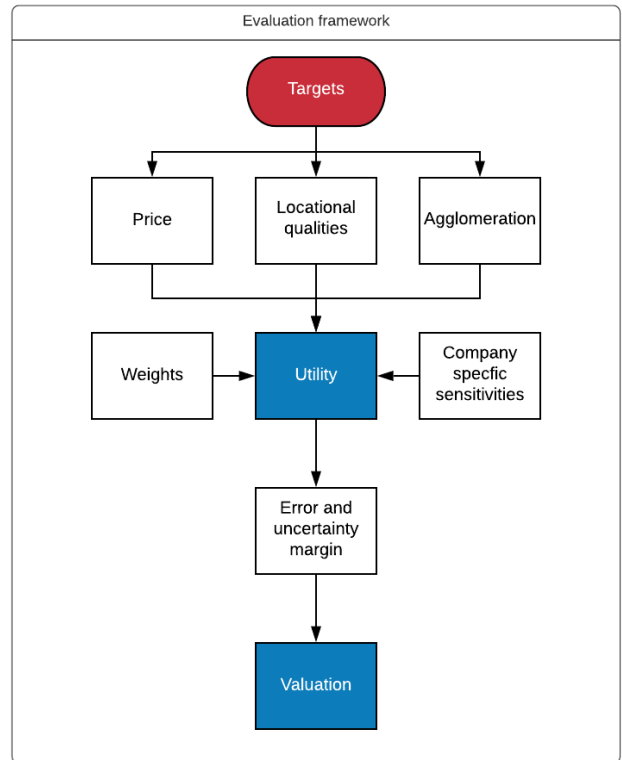 Evaluation framework
Targets
Price
Locational
qualities
Agglomeration
Weights
Utility
Company
specfic
sensitivities
Error and
uncertainty
margin
Valuation